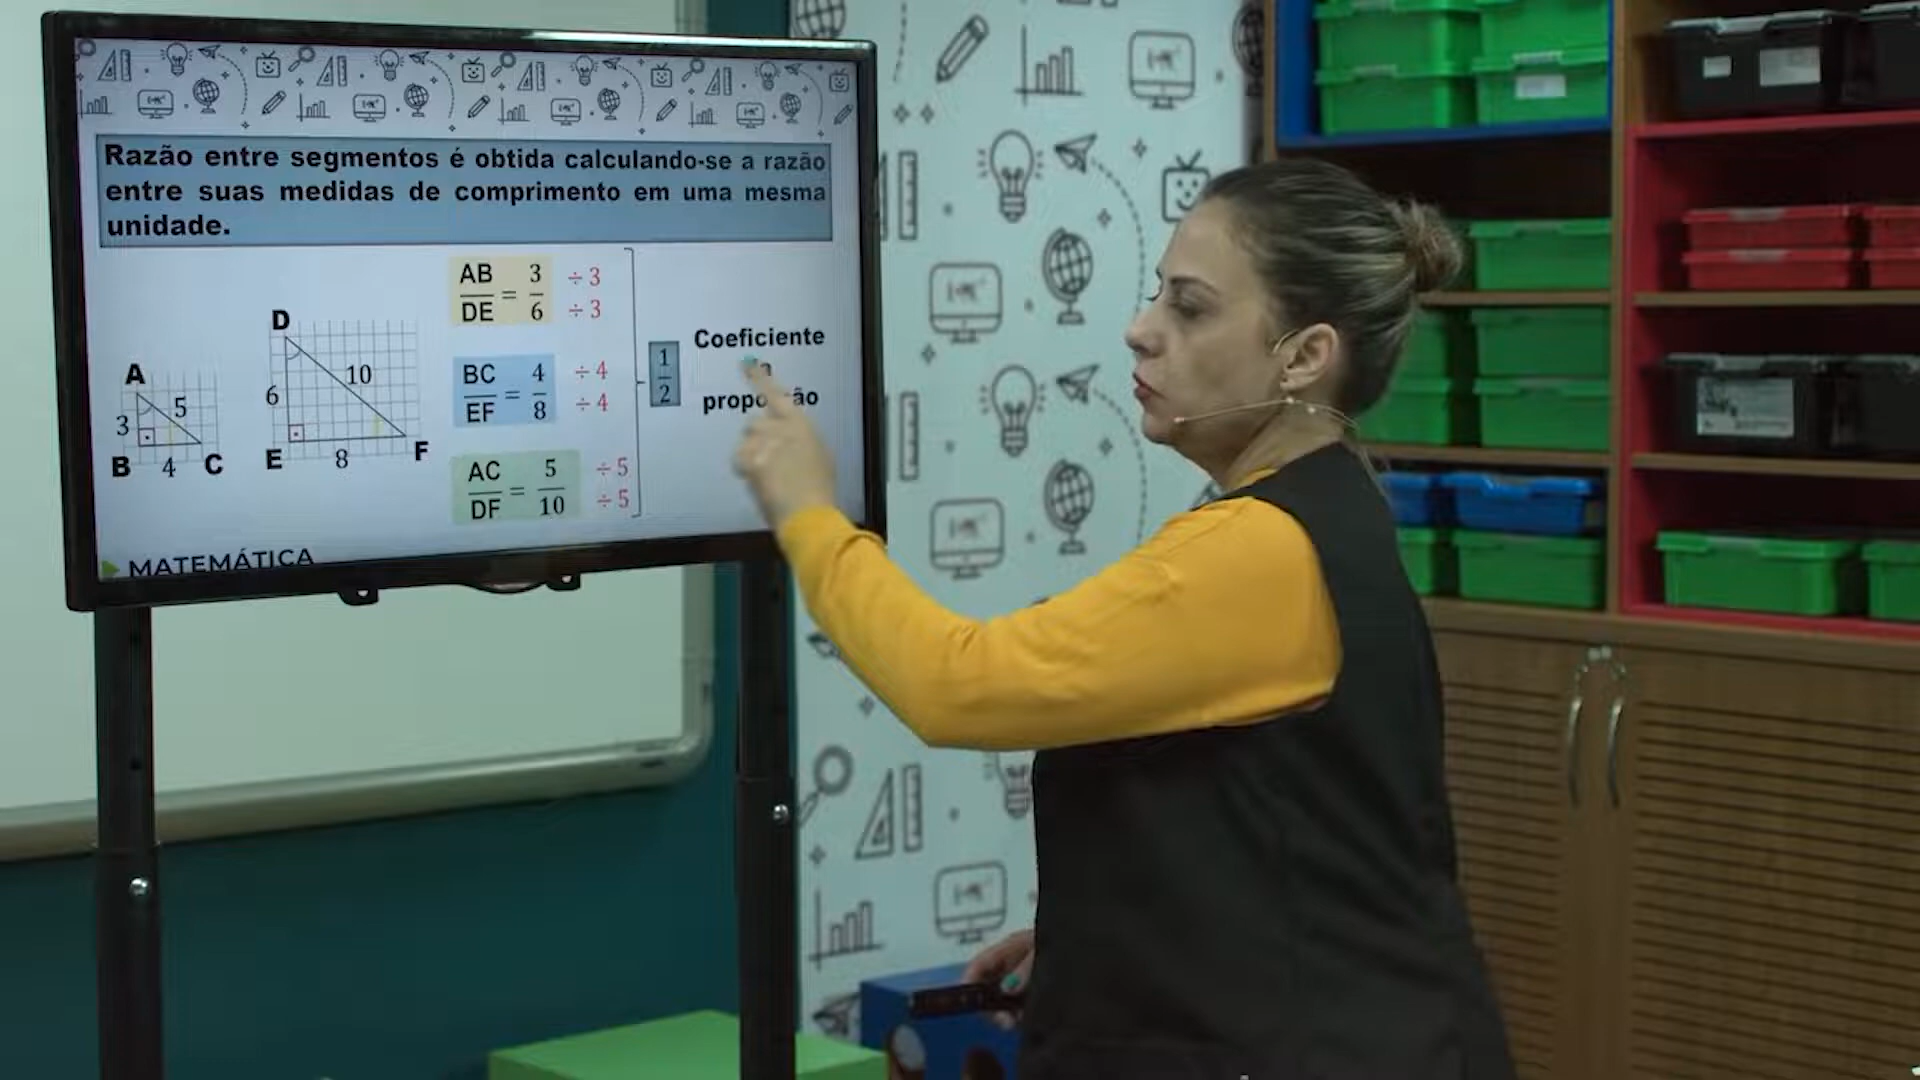 Razão entre segmentos é obtida calculando-se a razão
entre suas medidas de comprimento em uma mesma
unidade.
A
3
5
B
4
C
D
6
10
E
8
F
AB/DE = 3/6 ÷ 3 ÷ 3
BC/EF = 4/8 ÷ 4 ÷ 4
AC/DF = 5/10 ÷ 5 ÷ 5
1/2
Coeficiente
MATEMÁTICA